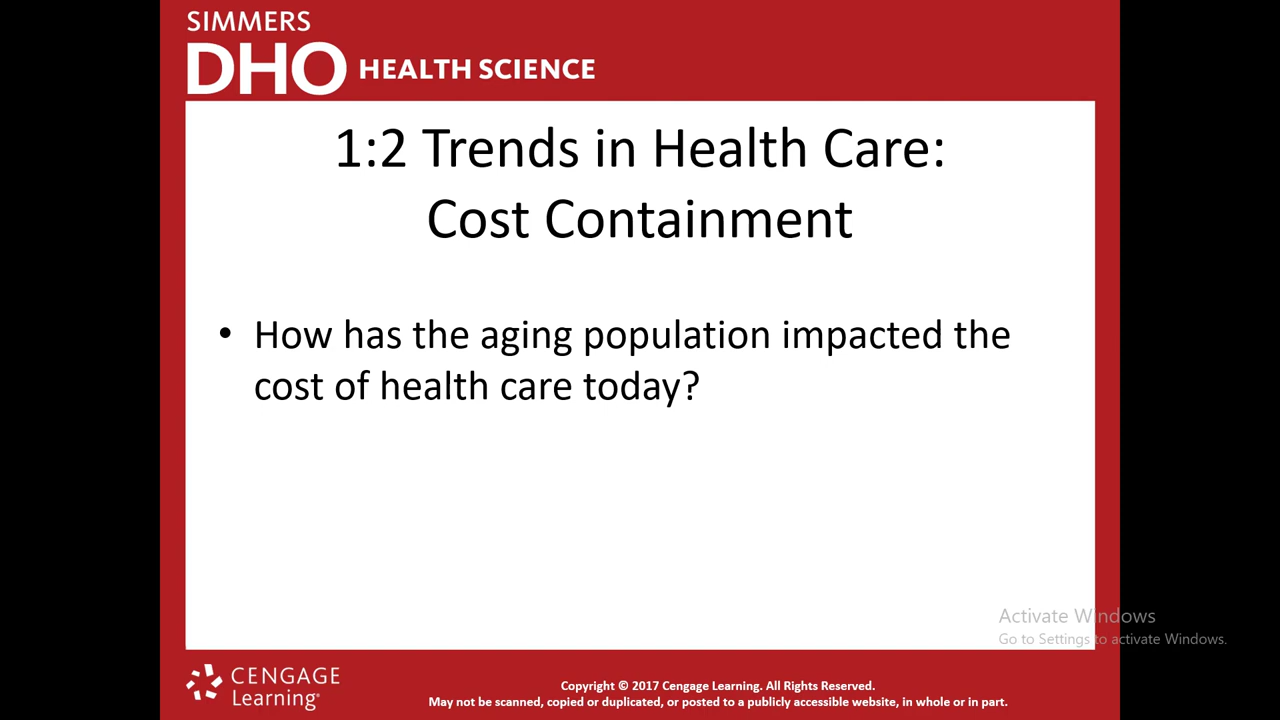 SIMMERS
DHO HEALTH SCIENCE
1:2 Trends in Health Care:
Cost Containment
• How has the aging population impacted the
cost of health care today?
Activate Windows
Go to Settings to activate Windows.
CENGAGE
Learning®
Copyright © 2017 Cengage Learning. All Rights Reserved.
May not be scanned, copied or duplicated, or posted to a publicly accessible website, in whole or in part.